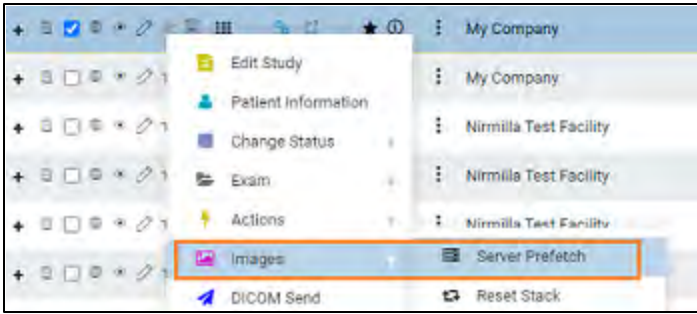 My Company
Edit Study
My Company
Patient Information
Nirmilla Test Facility
Change Status
Exam
Nirmilla Test Facility
Actions
Nirmilla Test Facility
Images
Server Prefetch
DICOM Send
Reset Stack